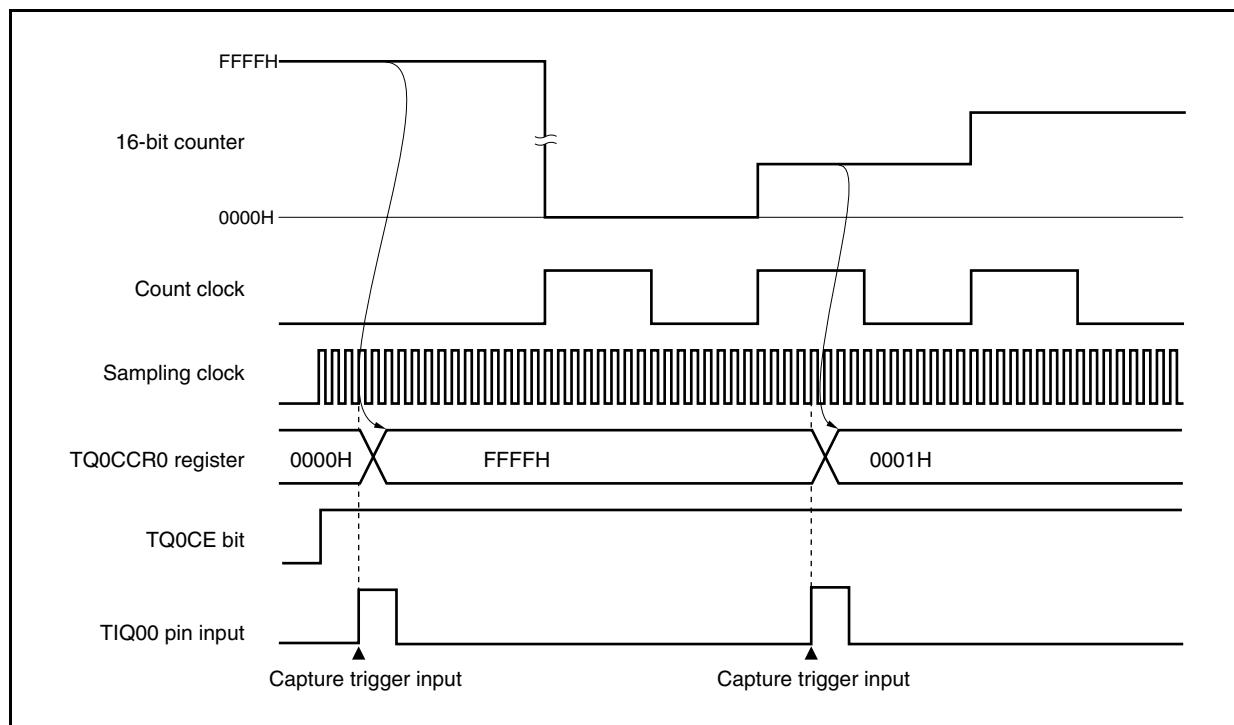 FFFFH
16-bit counter
0000H
Count clock
Sampling clock
TQ0CCR0 register
0000H
FFFFH
0001H
TQ0CE bit
TIQ00 pin input
Capture trigger input
Capture trigger input